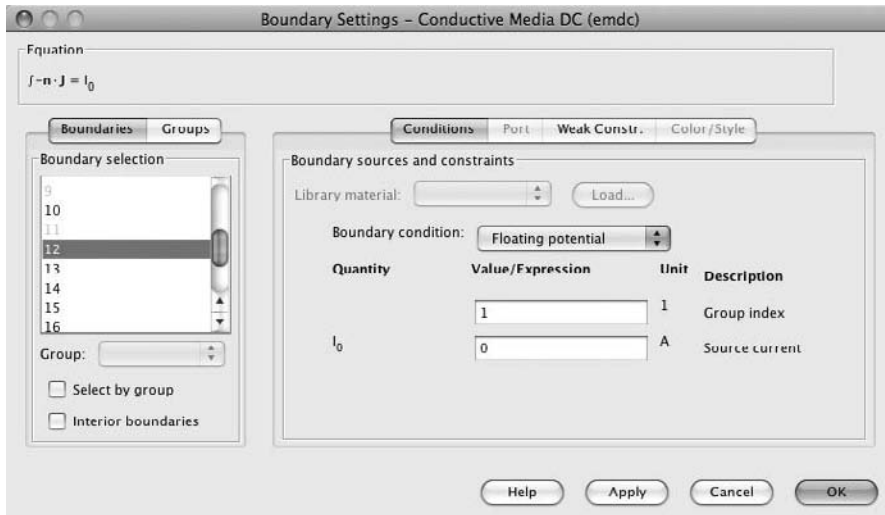 Boundary Settings – Conductive Media DC (emdc)
Equation
∫-n·J = I₀
Boundaries Groups
Conditions Port Weak Constr. Color/Style
Boundary selection
9
10
11
12
13
14
15
16
Group:
Select by group
Interior boundaries
Boundary sources and constraints
Library material: Load...
Boundary condition: Floating potential
Quantity Value/Expression Unit Description
1 1 Group index
I₀ 0 A Source current
Help Apply Cancel OK